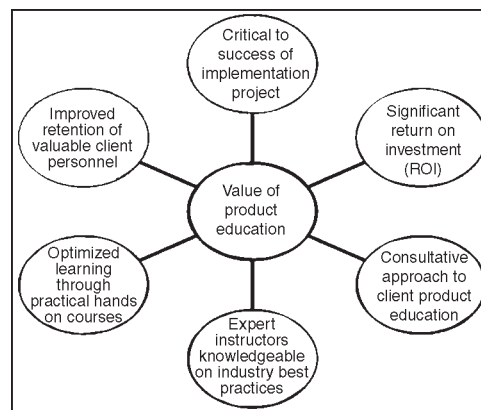 Critical to
success of
implementation
project
Improved
retention of
valuable client
personnel
Significant
return on
investment
(ROI)
Value of
product
education
Optimized
learning
through
practical hands
on courses
Consultative
approach to
client product
education
Expert
instructors
knowledgeable
on industry best
practices